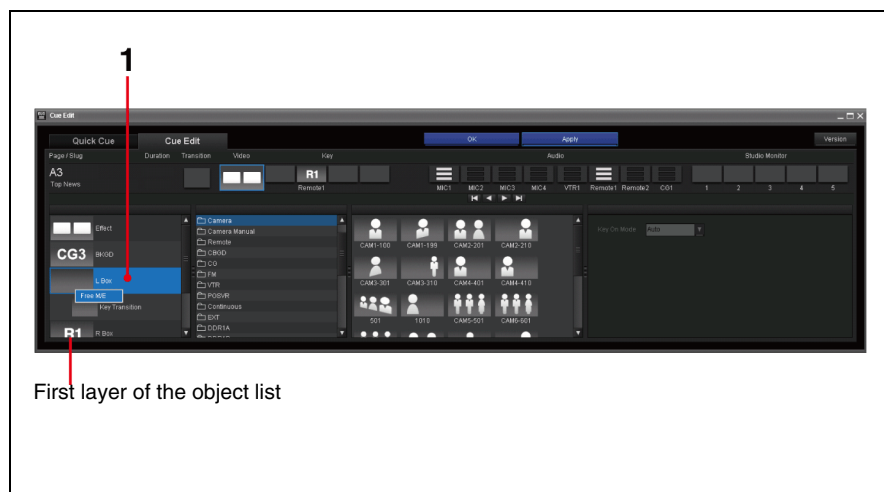 1
Cue Edit
Quick Cue Cue Edit OK Apply Version
Page / Slug Duration Transition Video Key Audio Studio Monitor
A3
Top News
R1
Remote1 MIC1 MIC2 MIC3 MIC4 VTR1 Remote1 Remote2 CG1 1 2 3 4 5
Effect
CG3 BKGD
L Box
Free M/E
Key Transition
R1 R Box
Camera
Camera Manual
Remote
CBGD
CG
FM
VTR
POSVR
Continuous
EXT
DDR1A
CAM1-100 CAM1-199 CAM2-201 CAM2-210
CAM3-301 CAM3-310 CAM4-401 CAM4-410
501 1010 CAM5-501 CAM6-601
Key On Mode Auto
First layer of the object list